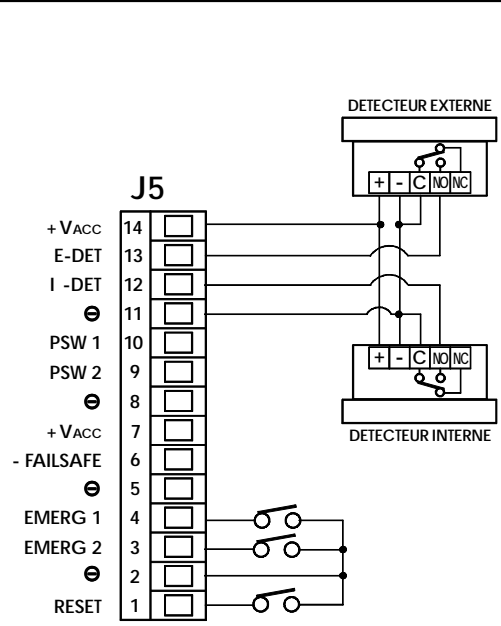 DETECTEUR EXTERNE
+ - C NO NC
J5
+ VACC 14
E-DET 13
I -DET 12
⊖ 11
PSW 1 10
PSW 2 9
⊖ 8
+ VACC 7
- FAILSAFE 6
⊖ 5
EMERG 1 4
EMERG 2 3
⊖ 2
RESET 1
+ - C NO NC
DETECTEUR INTERNE